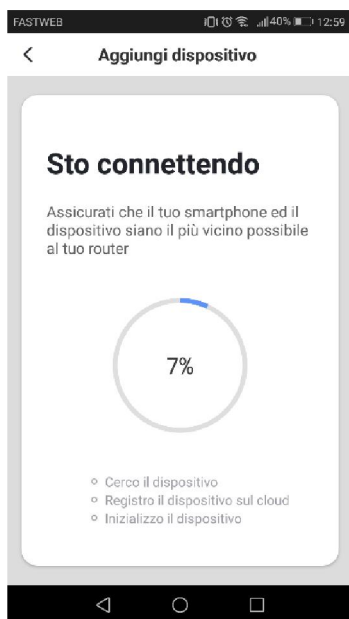 FASTWEB 40% 12:59
Aggiungi dispositivo
Sto connettendo
Assicurati che il tuo smartphone ed il
dispositivo siano il più vicino possibile
al tuo router
7%
Cerco il dispositivo
Registro il dispositivo sul cloud
Inizializzo il dispositivo